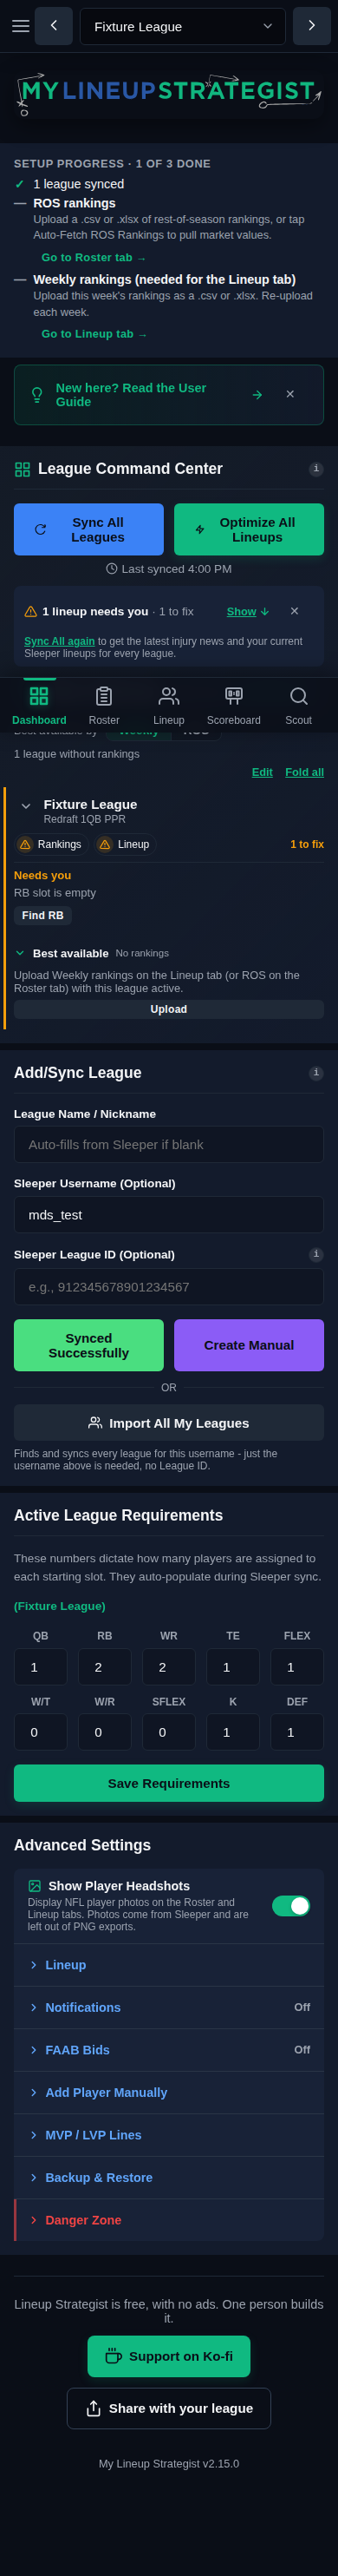 Fixture League
MYLINEUPSTRATEGIST
SETUP PROGRESS · 1 OF 3 DONE
✓ 1 league synced
— ROS rankings
Upload a .csv or .xlsx of rest-of-season rankings, or tap
Auto-Fetch ROS Rankings to pull market values.
Go to Roster tab →
— Weekly rankings (needed for the Lineup tab)
Upload this week's rankings as a .csv or .xlsx. Re-upload
each week.
Go to Lineup tab →
New here? Read the User
Guide
→ ✕
League Command Center
i
Sync All
Leagues
Optimize All
Lineups
Last synced 4:00 PM
1 lineup needs you · 1 to fix Show ↓ ✕
Sync All again to get the latest injury news and your current
Sleeper lineups for every league.
Dashboard Roster Lineup Scoreboard Scout
1 league without rankings
Edit Fold all
Fixture League
Redraft 1QB PPR
Rankings Lineup 1 to fix
Needs you
RB slot is empty
Find RB
Best available No rankings
Upload Weekly rankings on the Lineup tab (or ROS on the
Roster tab) with this league active.
Upload
Add/Sync League
i
League Name / Nickname
Auto-fills from Sleeper if blank
Sleeper Username (Optional)
mds_test
Sleeper League ID (Optional)
i
e.g., 912345678901234567
Synced
Successfully
Create Manual
OR
Import All My Leagues
Finds and syncs every league for this username - just the
username above is needed, no League ID.
Active League Requirements
These numbers dictate how many players are assigned to
each starting slot. They auto-populate during Sleeper sync.
(Fixture League)
QB RB WR TE FLEX
1 2 2 1 1
W/T W/R SFLEX K DEF
0 0 0 1 1
Save Requirements
Advanced Settings
Show Player Headshots
Display NFL player photos on the Roster and
Lineup tabs. Photos come from Sleeper and are
left out of PNG exports.
Lineup
Notifications Off
FAAB Bids Off
Add Player Manually
MVP / LVP Lines
Backup & Restore
Danger Zone
Lineup Strategist is free, with no ads. One person builds
it.
Support on Ko-fi
Share with your league
My Lineup Strategist v2.15.0